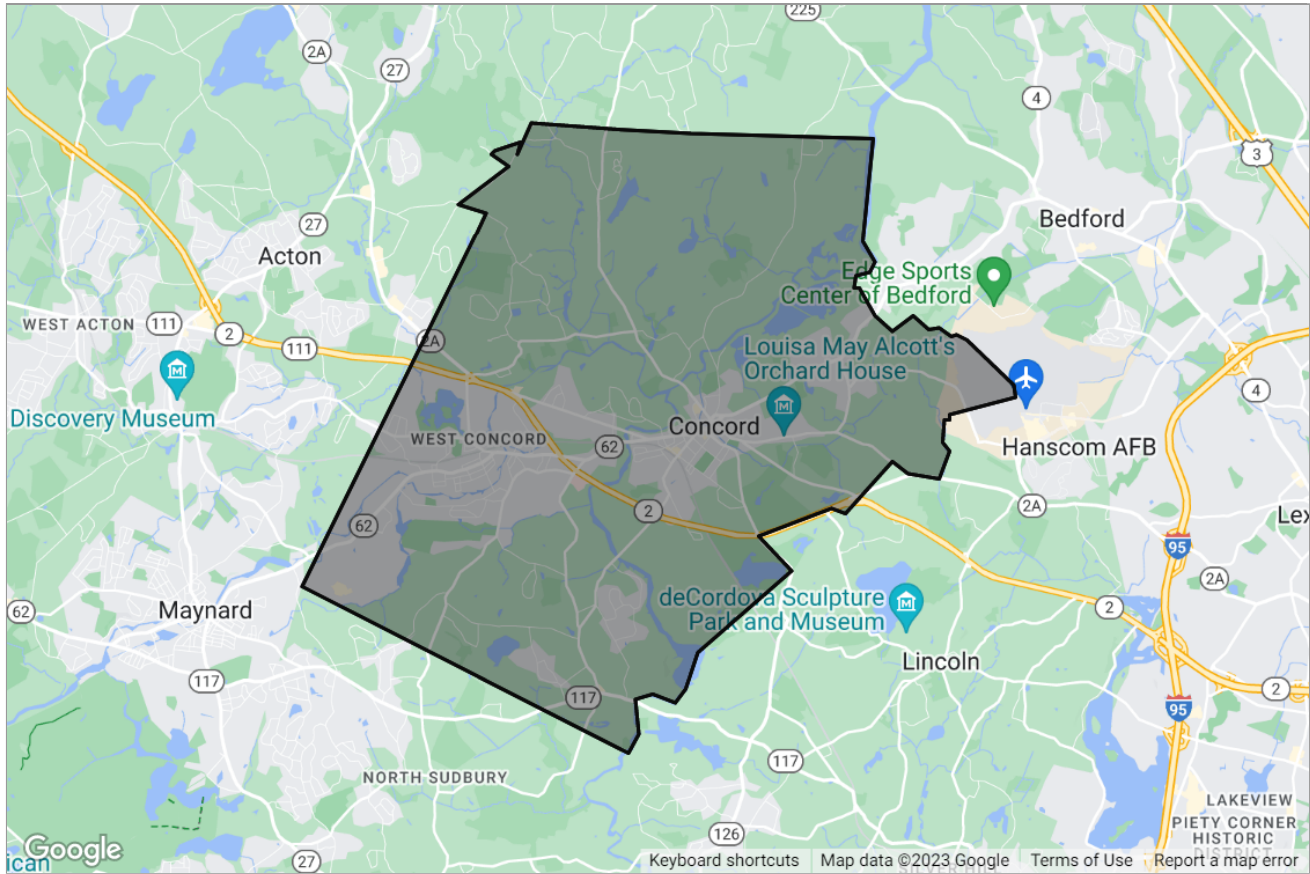 225
2A
27
4
3
27
Bedford
Acton
Edge Sports
Center of Bedford
WEST ACTON
111
2
2A
111
Louisa May Alcott's
Orchard House
4
Discovery Museum
WEST CONCORD
62
Concord
Hanscom AFB
2
2A
62
Lex
95
2A
62
Maynard
deCordova Sculpture
Park and Museum
2
Lincoln
117
117
2
95
117
NORTH SUDBURY
LAKEVIEW
PIETY CORNER
HISTORIC
DISTRICT
126
27
Google
ican
Keyboard shortcuts
Map data ©2023 Google
Terms of Use
Report a map error